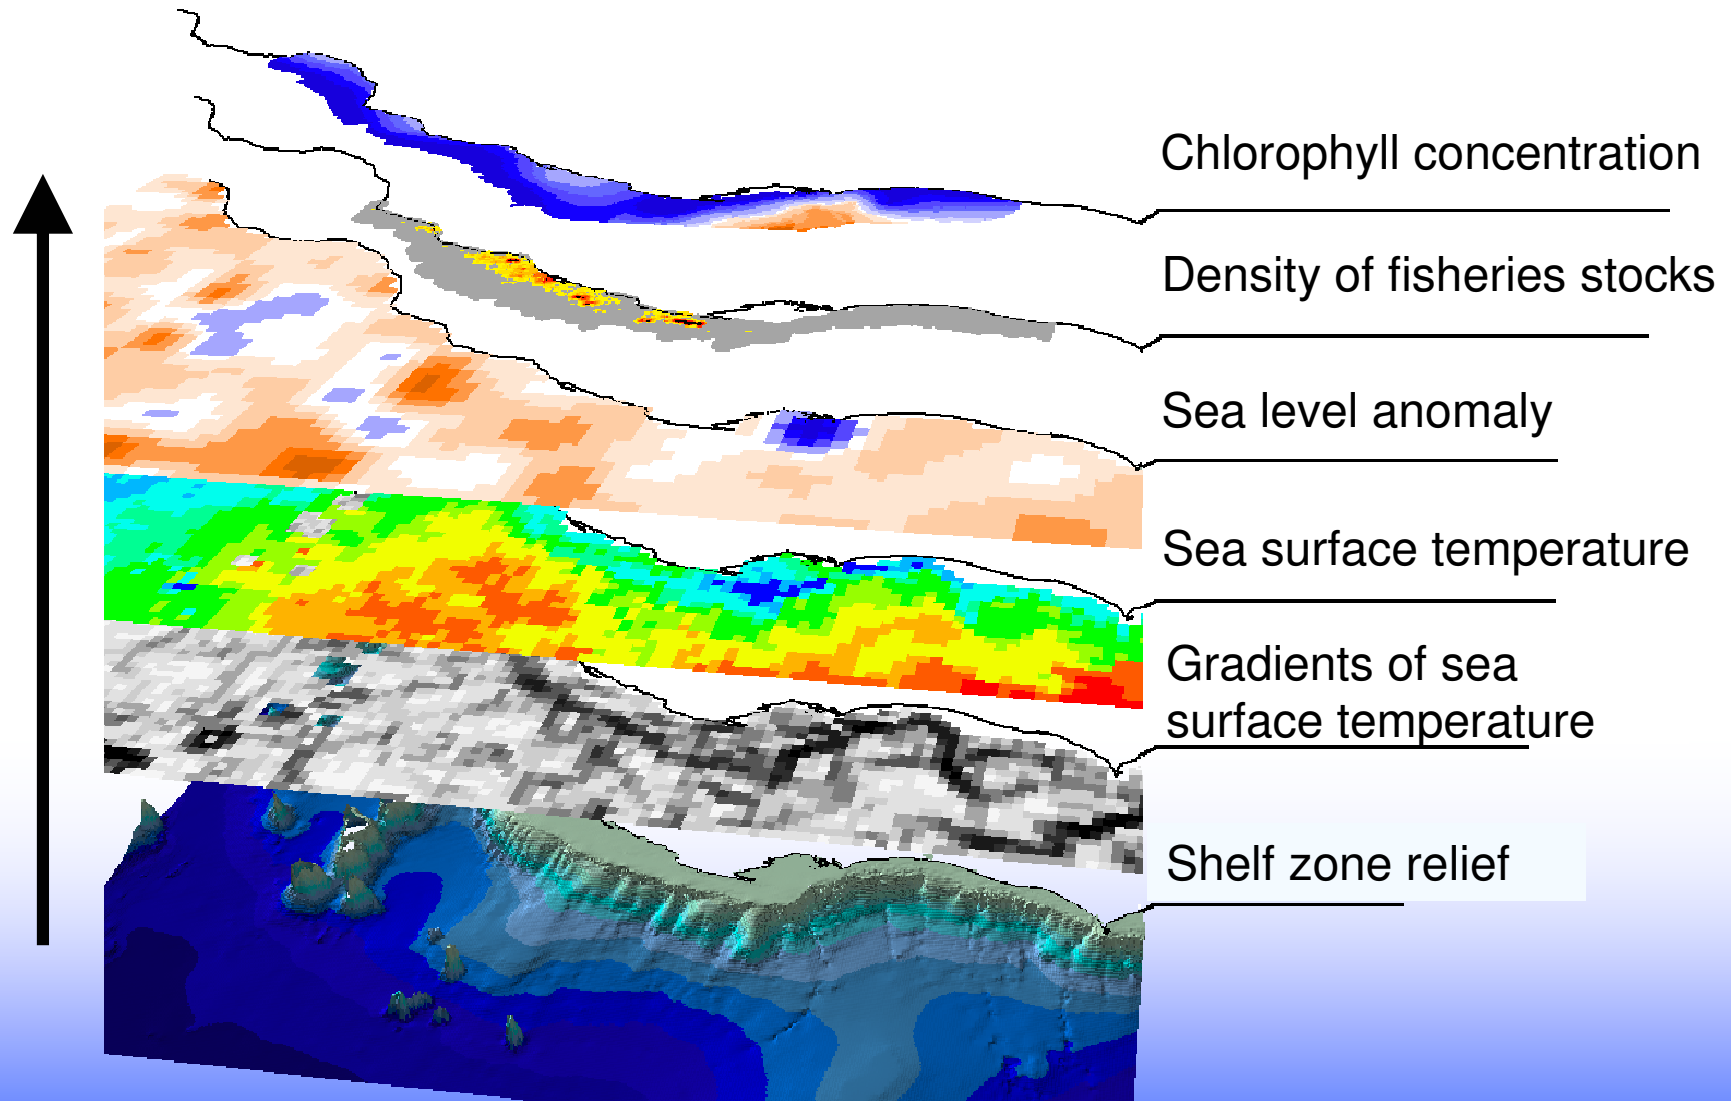 Chlorophyll concentration
Density of fisheries stocks
Sea level anomaly
Sea surface temperature
Gradients of sea
surface temperature
Shelf zone relief